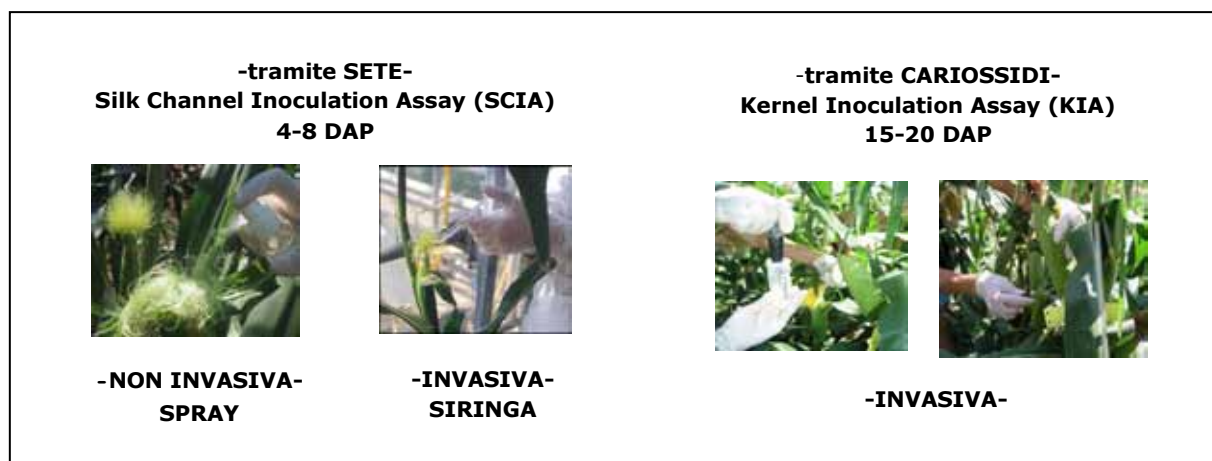 -tramite SETE-
Silk Channel Inoculation Assay (SCIA)
4-8 DAP
-NON INVASIVA-
SPRAY
-INVASIVA-
SIRINGA
-tramite CARIOSSIDI-
Kernel Inoculation Assay (KIA)
15-20 DAP
-INVASIVA-